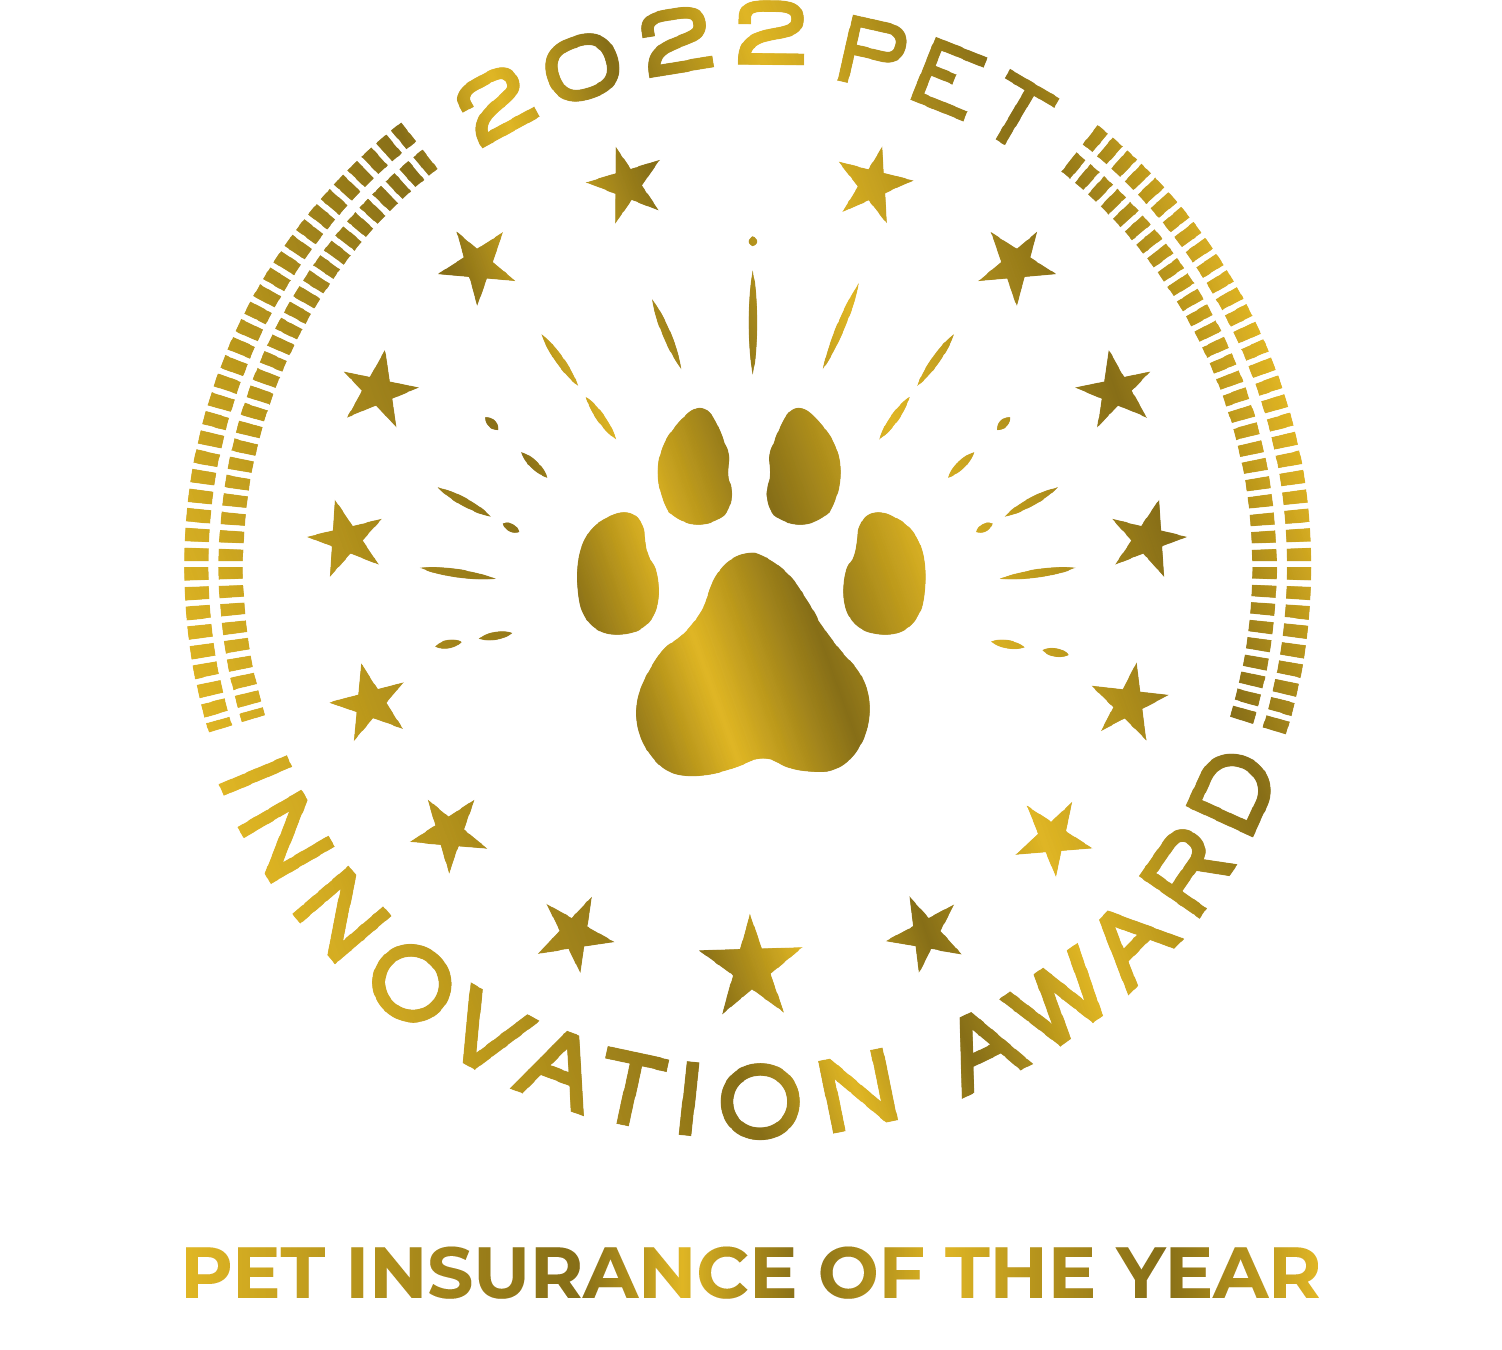 2022 PET
INNOVATION AWARD
PET INSURANCE OF THE YEAR